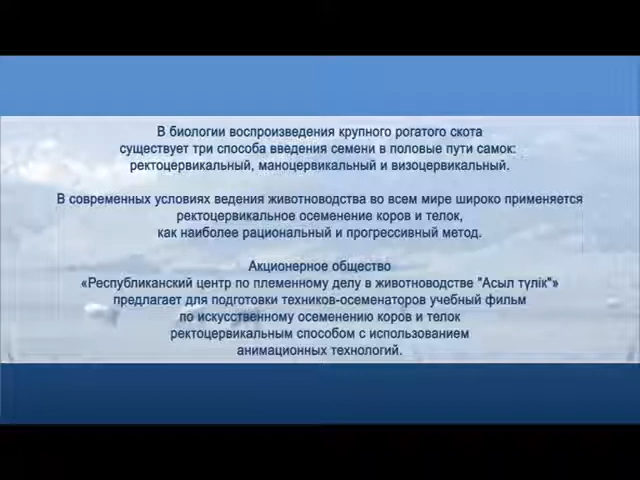 В биологии воспроизведения крупного рогатого скота
существует три способа введения семени в половые пути самок:
ректоцервикальный, маноцервикальный и визоцервикальный.
В современных условиях ведения животноводства во всем мире широко применяется
ректоцервикальное осеменение коров и телок,
как наиболее рациональный и прогрессивный метод.
Акционерное общество
«Республиканский центр по племенному делу в животноводстве "Асыл түлік"»
предлагает для подготовки техников-осеменаторов учебный фильм
по искусственному осеменению коров и телок
ректоцервикальным способом с использованием
анимационных технологий.